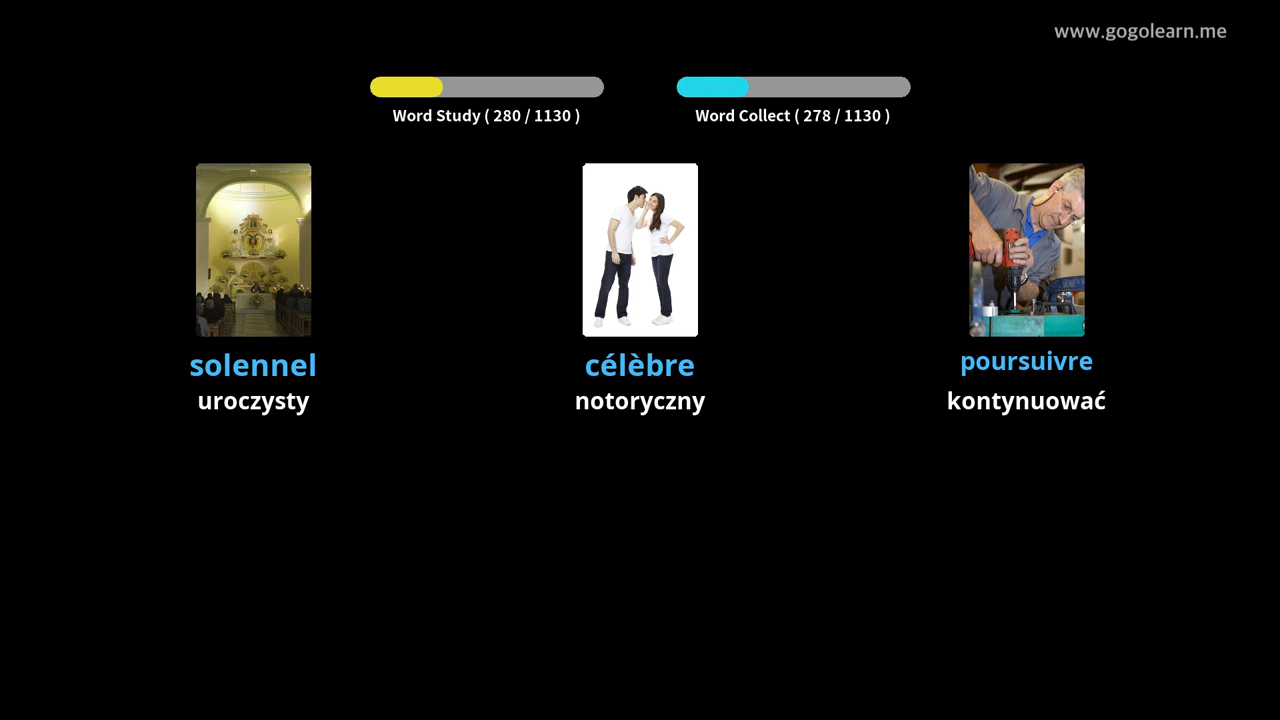 www.gogolearn.me
Word Study ( 280 / 1130 )
Word Collect ( 278 / 1130 )
solennel
uroczysty
célèbre
notoryczny
poursuivre
kontynuować